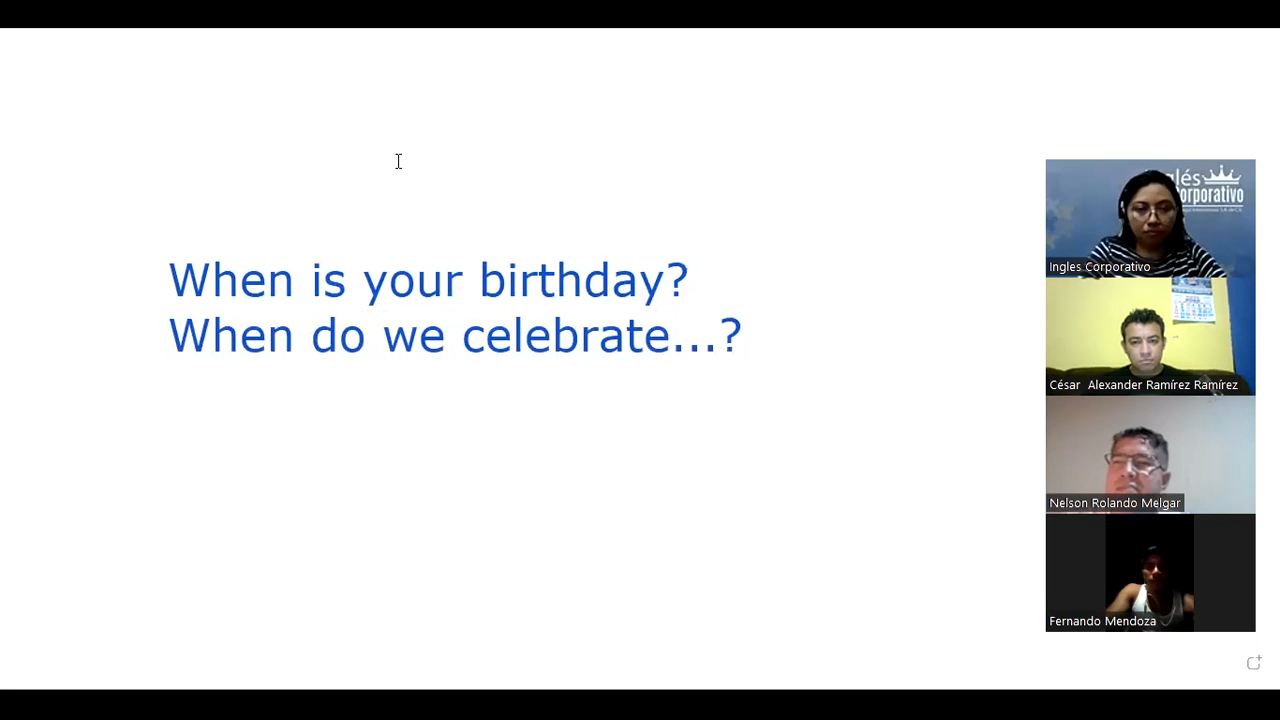 When is your birthday?
When do we celebrate...?
glés
Corporativo
Ingles Corporativo
César Alexander Ramírez Ramírez
Nelson Rolando Melgar
Fernando Mendoza